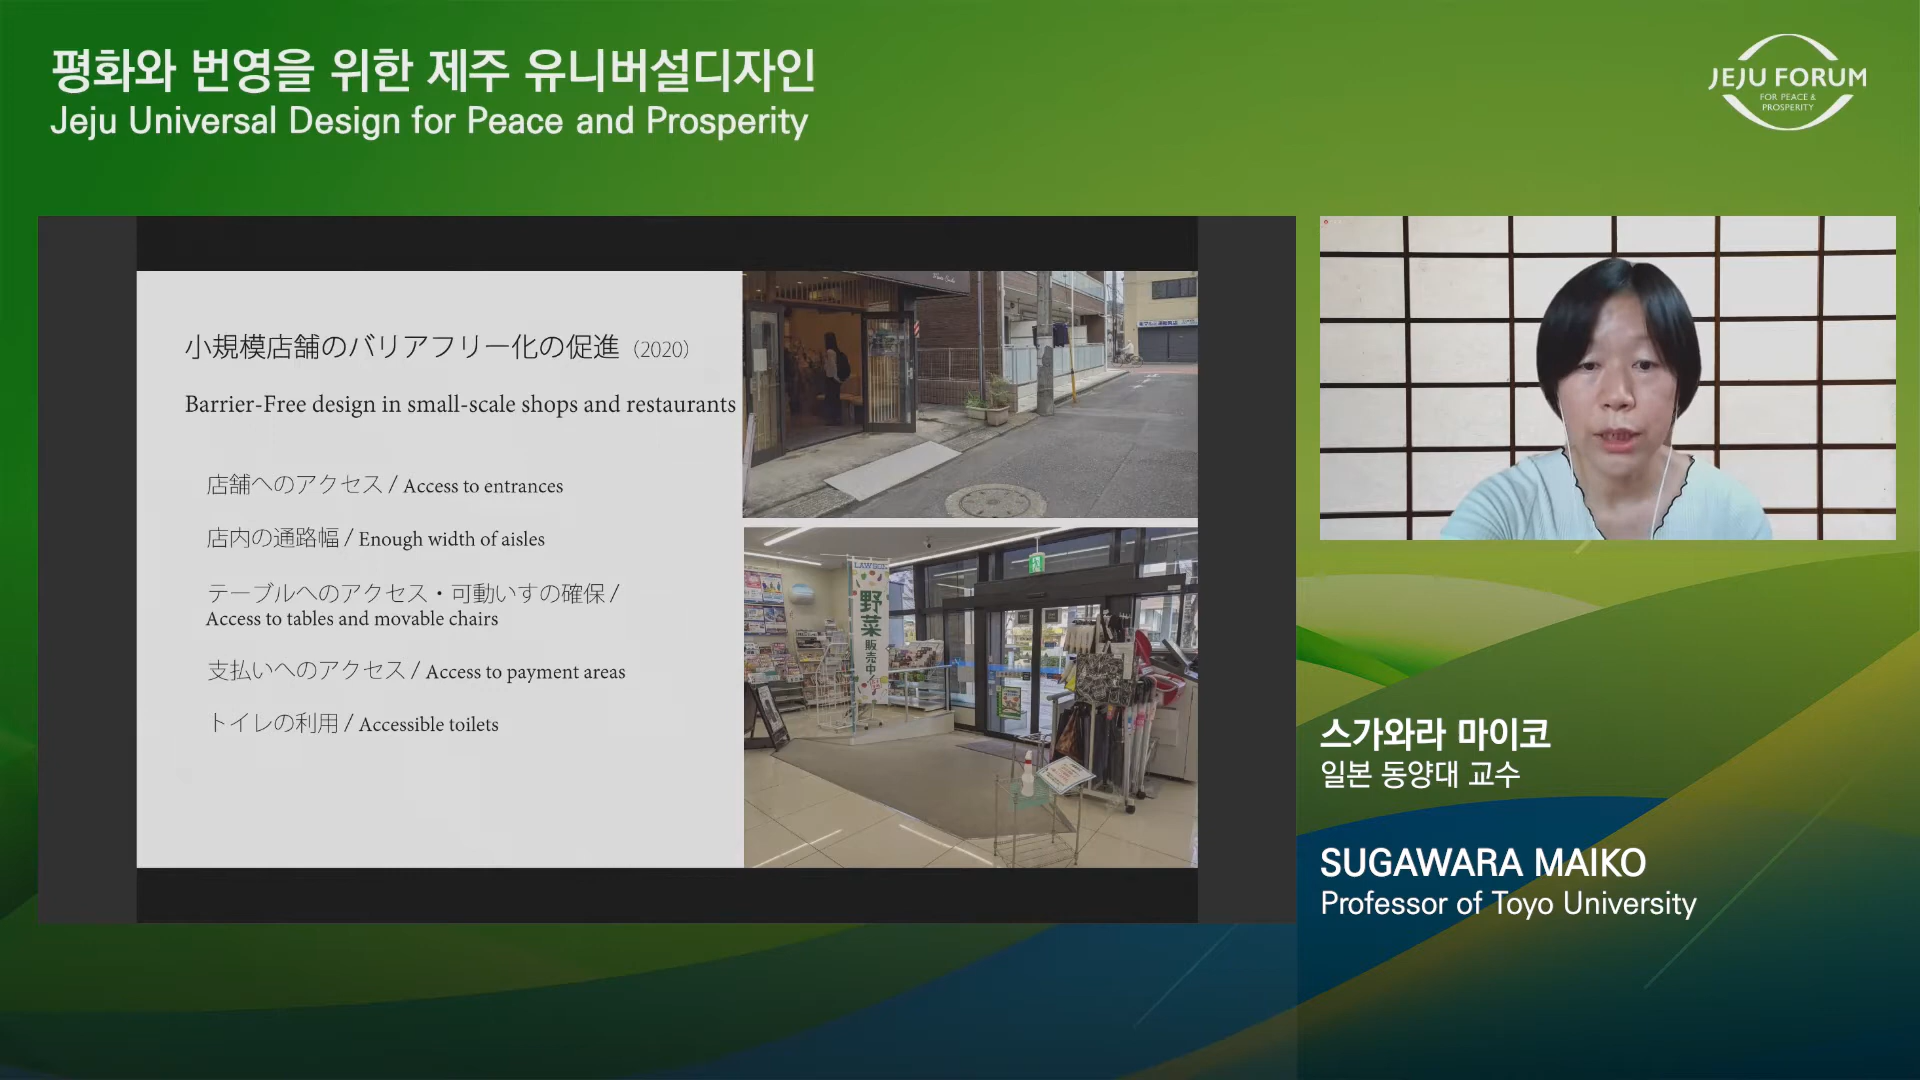 평화와 번영을 위한 제주 유니버설디자인
Jeju Universal Design for Peace and Prosperity
JEJU FORUM
FOR PEACE &
PROSPERITY
小規模店舗のバリアフリー化の促進（2020）
Barrier-Free design in small-scale shops and restaurants
店舗へのアクセス / Access to entrances
店内の通路幅 / Enough width of aisles
テーブルへのアクセス・可動いすの確保 /
Access to tables and movable chairs
支払いへのアクセス / Access to payment areas
トイレの利用 / Accessible toilets
LAWSON
野菜
販売中
스가와라 마이코
일본 동양대 교수
SUGAWARA MAIKO
Professor of Toyo University